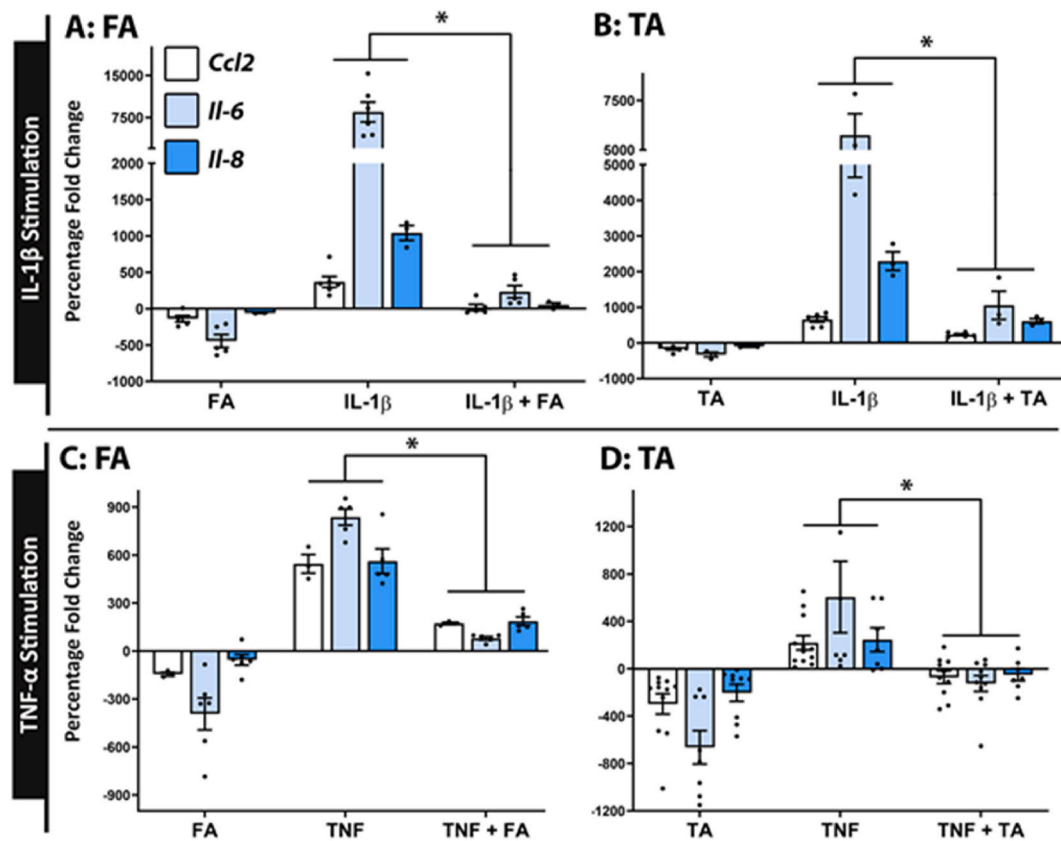 IL-1β Stimulation
A: FA
Ccl2
Il-6
Il-8
*
Percentage Fold Change
15000
7500
2000
1500
1000
500
0
-500
-1000
FA
IL-1β
IL-1β + FA
B: TA
*
7500
5000
4000
3000
2000
1000
0
-1000
TA
IL-1β
IL-1β + TA
TNF-α Stimulation
C: FA
*
Percentage Fold Change
900
600
300
0
-300
-600
-900
FA
TNF
TNF + FA
D: TA
*
1200
800
400
0
-400
-800
-1200
TA
TNF
TNF + TA